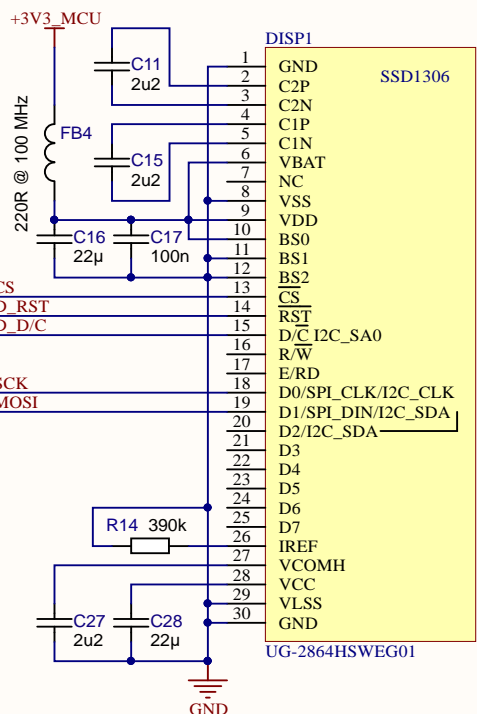 +3V3_MCU
DISP1
SSD1306
C11
2u2
FB4
220R @ 100 MHz
C15
2u2
C16
22µ
C17
100n
1 GND
2 C2P
3 C2N
4 C1P
5 C1N
6 VBAT
7 NC
8 VSS
9 VDD
10 BS0
11 BS1
12 BS2
CS 13 CS
D_RST 14 RST
D_D/C 15 D/C I2C_SA0
16 R/W
17 E/RD
SCK 18 D0/SPI_CLK/I2C_CLK
MOSI 19 D1/SPI_DIN/I2C_SDA
20 D2/I2C_SDA
21 D3
22 D4
23 D5
24 D6
25 D7
R14 390k
26 IREF
27 VCOMH
28 VCC
29 VLSS
30 GND
C27
2u2
C28
22µ
UG-2864HSWEG01
GND